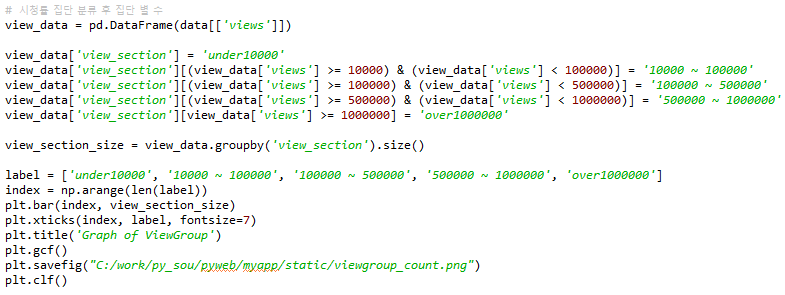 # 시청률 집단 분류 후 집단 별 수
view_data = pd.DataFrame(data[['views']])
view_data['view_section'] = 'under10000'
view_data['view_section'][(view_data['views'] >= 10000) & (view_data['views'] < 100000)] = '10000 ~ 100000'
view_data['view_section'][(view_data['views'] >= 100000) & (view_data['views'] < 500000)] = '100000 ~ 500000'
view_data['view_section'][(view_data['views'] >= 500000) & (view_data['views'] < 1000000)] = '500000 ~ 1000000'
view_data['view_section'][view_data['views'] >= 1000000] = 'over1000000'
view_section_size = view_data.groupby('view_section').size()
label = ['under10000', '10000 ~ 100000', '100000 ~ 500000', '500000 ~ 1000000', 'over1000000']
index = np.arange(len(label))
plt.bar(index, view_section_size)
plt.xticks(index, label, fontsize=7)
plt.title('Graph of ViewGroup')
plt.gcf()
plt.savefig("C:/work/py_sou/pyweb/myapp/static/viewgroup_count.png")
plt.clf()